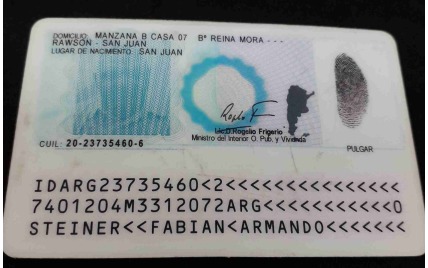 DOMICILIO: MANZANA B CASA 07 Bº REINA MORA - - -
RAWSON - SAN JUAN
LUGAR DE NACIMIENTO: SAN JUAN
Lic. D. Rogelio Frigerio
Ministro del Interior O. Pub. y Vivienda
CUIL: 20-23735460-6
PULGAR
IDARG23735460<2<<<<<<<<<<<<<<<
7401204M3312072ARG<<<<<<<<<<<0
STEINER<<FABIAN<ARMANDO<<<<<<<